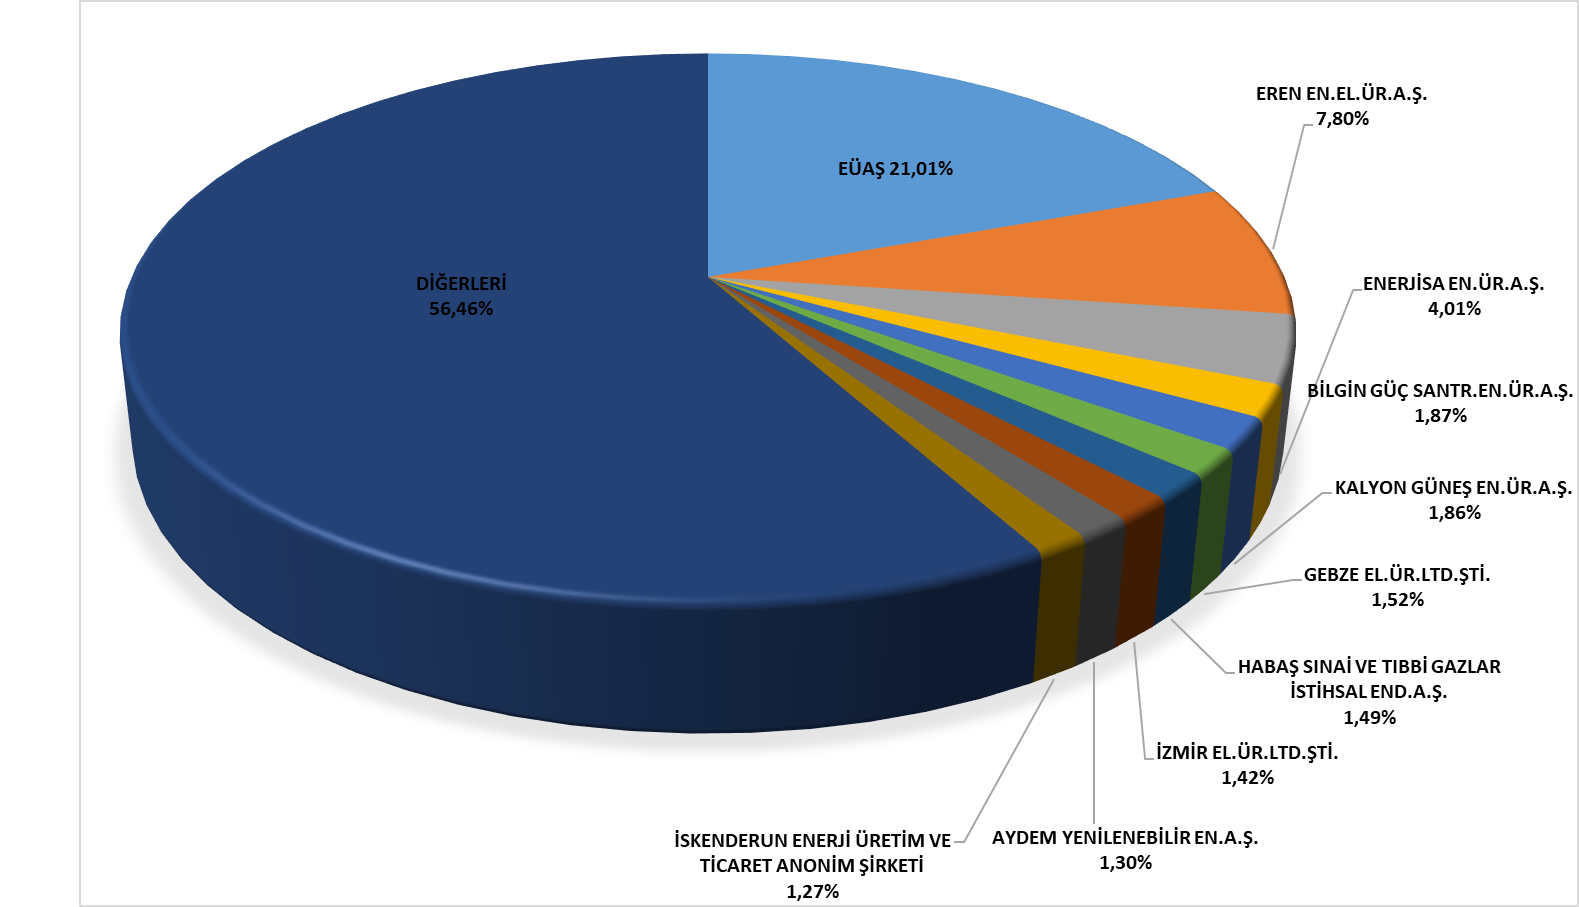 EREN EN.EL.ÜR.A.Ş.
7,80%
EÜAŞ 21,01%
DİĞERLERİ
56,46%
ENERJİSA EN.ÜR.A.Ş.
4,01%
BİLGİN GÜÇ SANTR.EN.ÜR.A.Ş.
1,87%
KALYON GÜNEŞ EN.ÜR.A.Ş.
1,86%
GEBZE EL.ÜR.LTD.ŞTİ.
1,52%
HABAŞ SINAİ VE TIBBİ GAZLAR
İSTİHSAL END.A.Ş.
1,49%
İZMİR EL.ÜR.LTD.ŞTİ.
1,42%
AYDEM YENİLENEBİLİR EN.A.Ş.
1,30%
İSKENDERUN ENERJİ ÜRETİM VE
TİCARET ANONİM ŞİRKETİ
1,27%